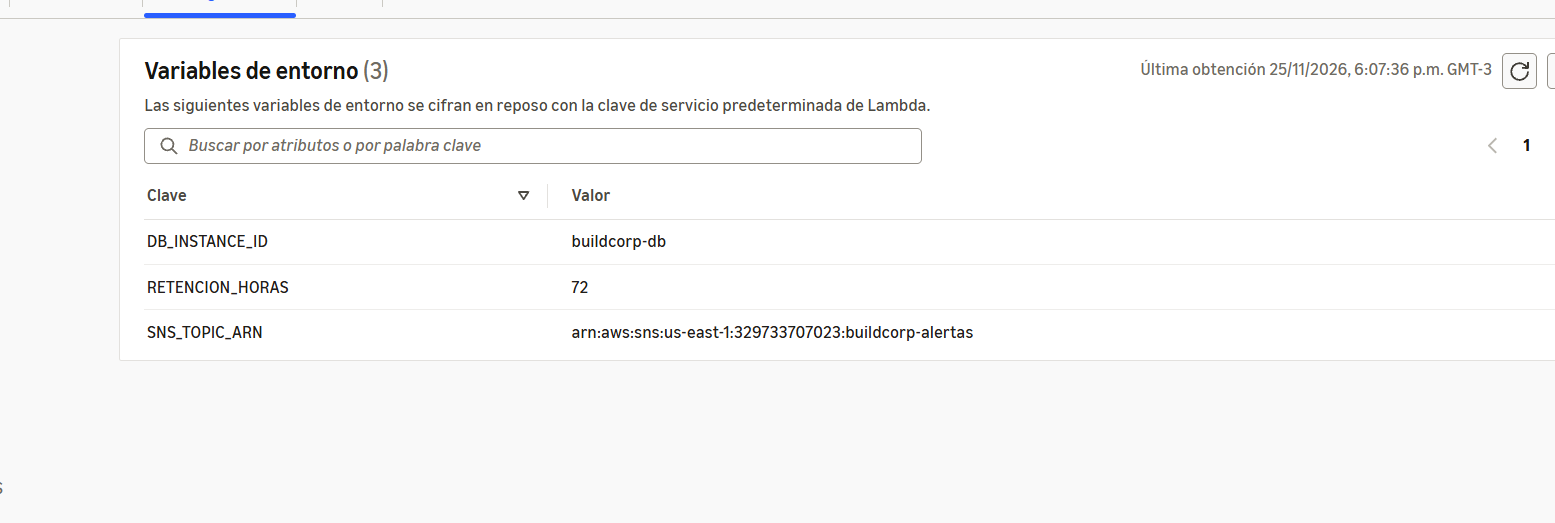 Variables de entorno (3)
Última obtención 25/11/2026, 6:07:36 p.m. GMT-3
Las siguientes variables de entorno se cifran en reposo con la clave de servicio predeterminada de Lambda.
Buscar por atributos o por palabra clave
1
Clave Valor
DB_INSTANCE_ID buildcorp-db
RETENCION_HORAS 72
SNS_TOPIC_ARN arn:aws:sns:us-east-1:329733707023:buildcorp-alertas